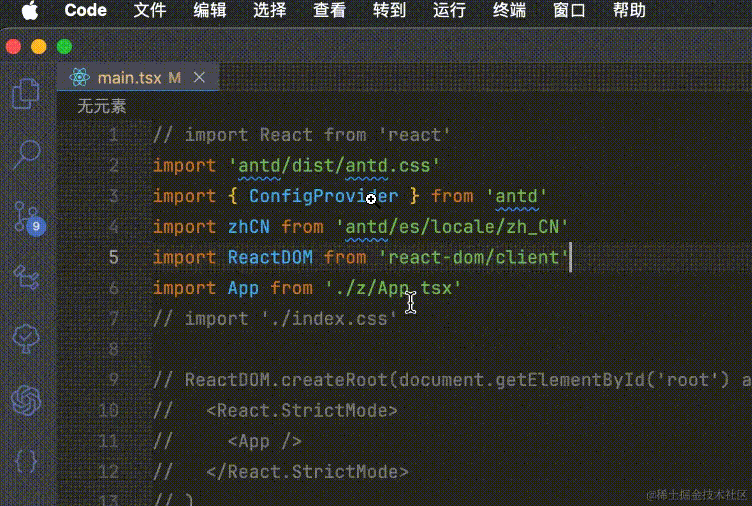 Code 文件 编辑 选择 查看 转到 运行 终端 窗口 帮助
main.tsx M
无元素
1 // import React from 'react'
2 import 'antd/dist/antd.css'
3 import { ConfigProvider } from 'antd'
4 import zhCN from 'antd/es/locale/zh_CN'
5 import ReactDOM from 'react-dom/client'
6 import App from './z/App.tsx'
7 // import './index.css'
8
9 // ReactDOM.createRoot(document.getElementById('root') a
10 //   <React.StrictMode>
11 //     <App />
12 //   </React.StrictMode>
13 // )
9
@稀土掘金技术社区